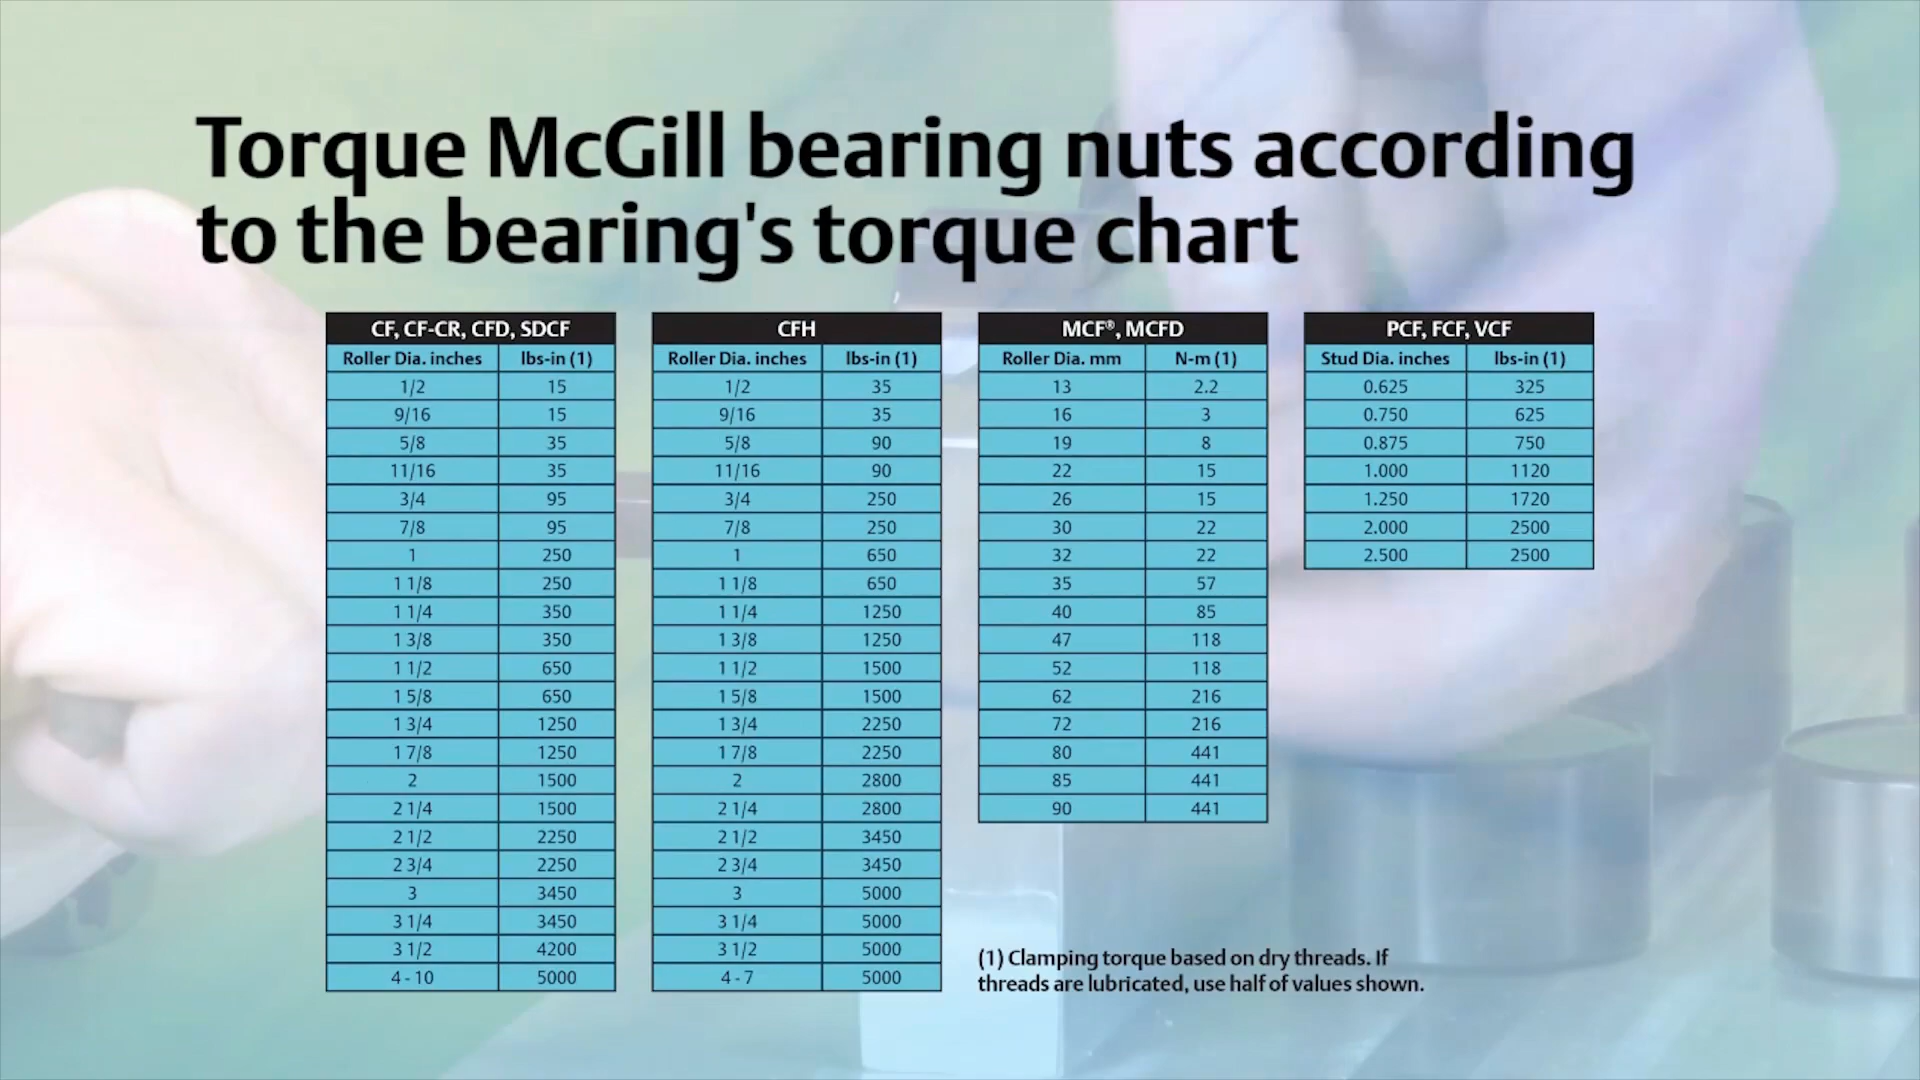 Torque McGill bearing nuts according
to the bearing's torque chart
CF, CF-CR, CFD, SDCF
Roller Dia. inches lbs-in (1)
1/2 15
9/16 15
5/8 35
11/16 35
3/4 95
7/8 95
1 250
1 1/8 250
1 1/4 350
1 3/8 350
1 1/2 650
1 5/8 650
1 3/4 1250
1 7/8 1250
2 1500
2 1/4 1500
2 1/2 2250
2 3/4 2250
3 3450
3 1/4 3450
3 1/2 4200
4 - 10 5000
CFH
Roller Dia. inches lbs-in (1)
1/2 35
9/16 35
5/8 90
11/16 90
3/4 250
7/8 250
1 650
1 1/8 650
1 1/4 1250
1 3/8 1250
1 1/2 1500
1 5/8 1500
1 3/4 2250
1 7/8 2250
2 2800
2 1/4 2800
2 1/2 3450
2 3/4 3450
3 5000
3 1/4 5000
3 1/2 5000
4 - 7 5000
MCF®, MCFD
Roller Dia. mm N-m (1)
13 2.2
16 3
19 8
22 15
26 15
30 22
32 22
35 57
40 85
47 118
52 118
62 216
72 216
80 441
85 441
90 441
PCF, FCF, VCF
Stud Dia. inches lbs-in (1)
0.625 325
0.750 625
0.875 750
1.000 1120
1.250 1720
2.000 2500
2.500 2500
(1) Clamping torque based on dry threads. If
threads are lubricated, use half of values shown.